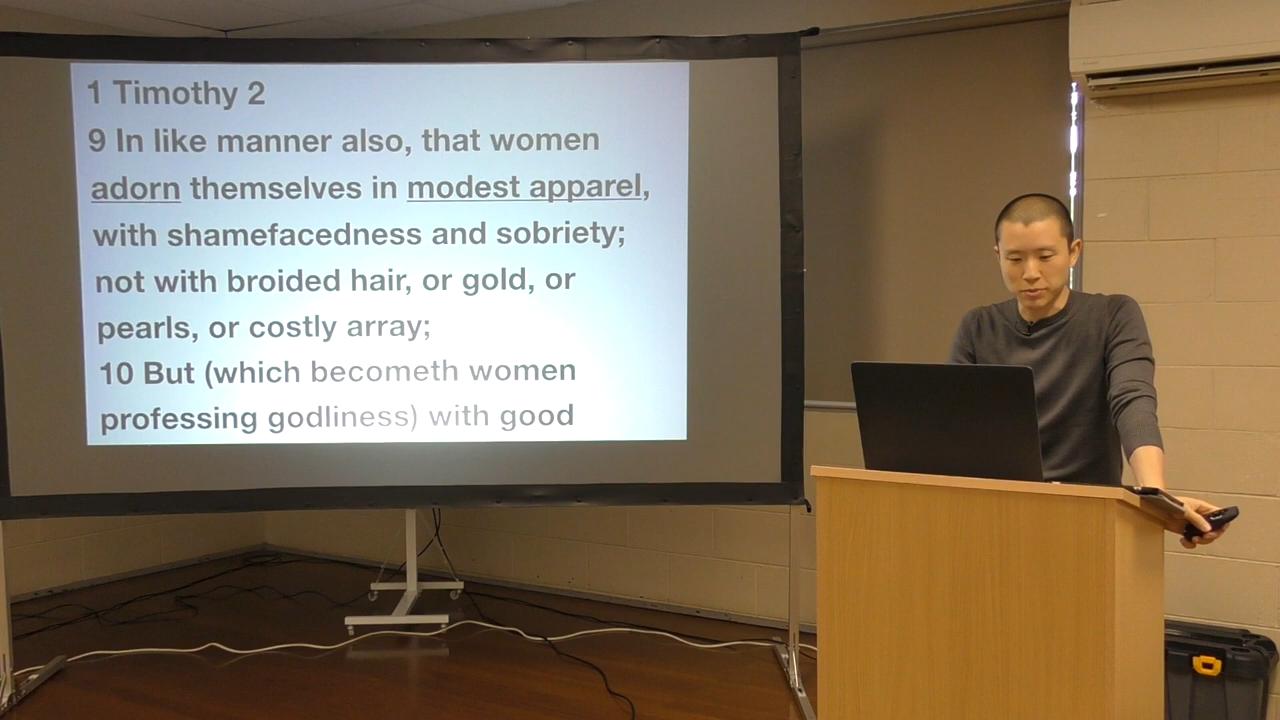 1 Timothy 2
9 In like manner also, that women
adorn themselves in modest apparel,
with shamefacedness and sobriety;
not with broided hair, or gold, or
pearls, or costly array;
10 But (which becometh women
professing godliness) with good